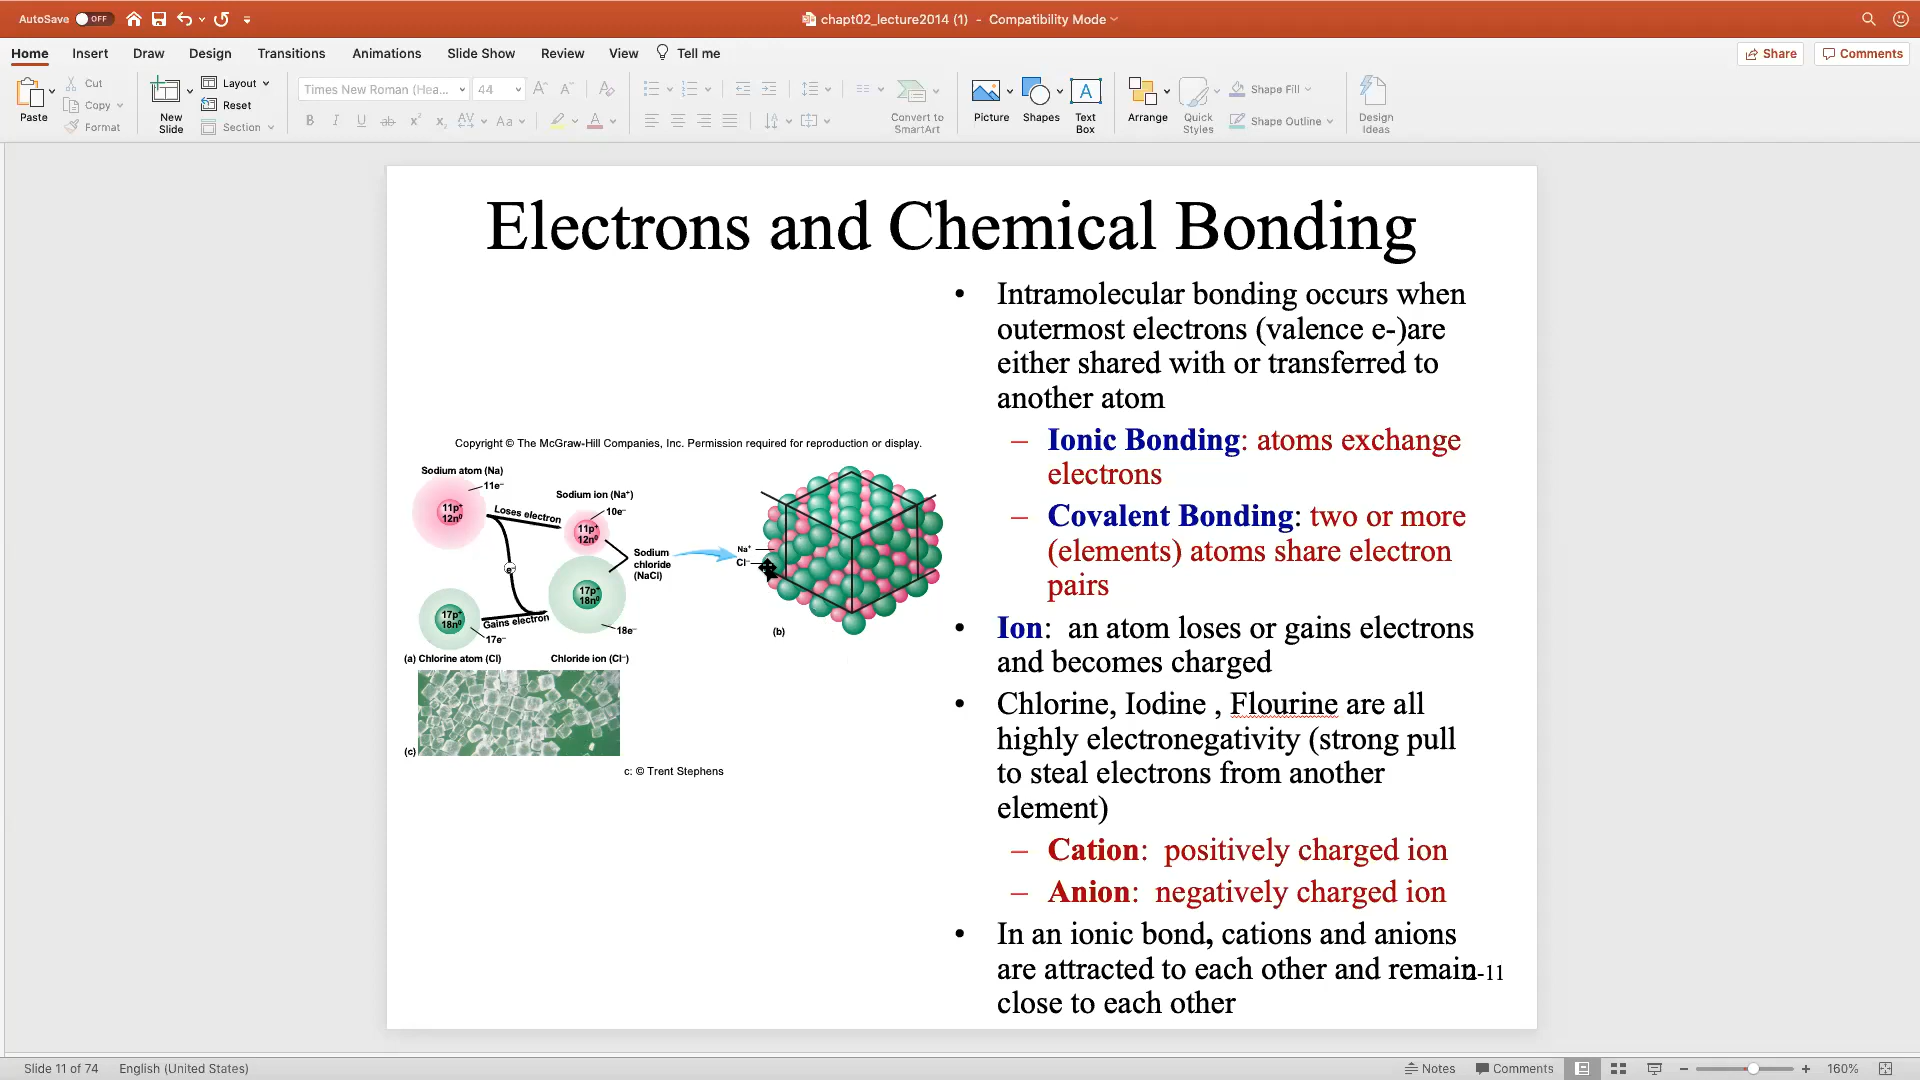 AutoSave OFF
chapt02_lecture2014 (1) - Compatibility Mode
Home Insert Draw Design Transitions Animations Slide Show Review View Tell me
Share Comments
Paste
Cut
Copy
Format
New Slide
Layout
Reset
Section
Times New Roman (Hea... 44
Convert to SmartArt
Picture
Shapes
Text Box
Arrange
Quick Styles
Shape Fill
Shape Outline
Design Ideas
Electrons and Chemical Bonding
Copyright © The McGraw-Hill Companies, Inc. Permission required for reproduction or display.
Sodium atom (Na)
11e⁻
11p⁺
12n⁰
Loses electron
Sodium ion (Na⁺)
10e⁻
11p⁺
12n⁰
e⁻
Sodium
chloride
(NaCl)
Na⁺
Cl⁻
17p⁺
18n⁰
Gains electron
17e⁻
17p⁺
18n⁰
18e⁻
(b)
(a) Chlorine atom (Cl)
Chloride ion (Cl⁻)
(c)
c: © Trent Stephens
• Intramolecular bonding occurs when
outermost electrons (valence e-)are
either shared with or transferred to
another atom
– Ionic Bonding: atoms exchange
electrons
– Covalent Bonding: two or more
(elements) atoms share electron
pairs
• Ion: an atom loses or gains electrons
and becomes charged
• Chlorine, Iodine , Flourine are all
highly electronegativity (strong pull
to steal electrons from another
element)
– Cation: positively charged ion
– Anion: negatively charged ion
• In an ionic bond, cations and anions
are attracted to each other and remain
close to each other
2-11
Slide 11 of 74 English (United States)
Notes Comments 160%